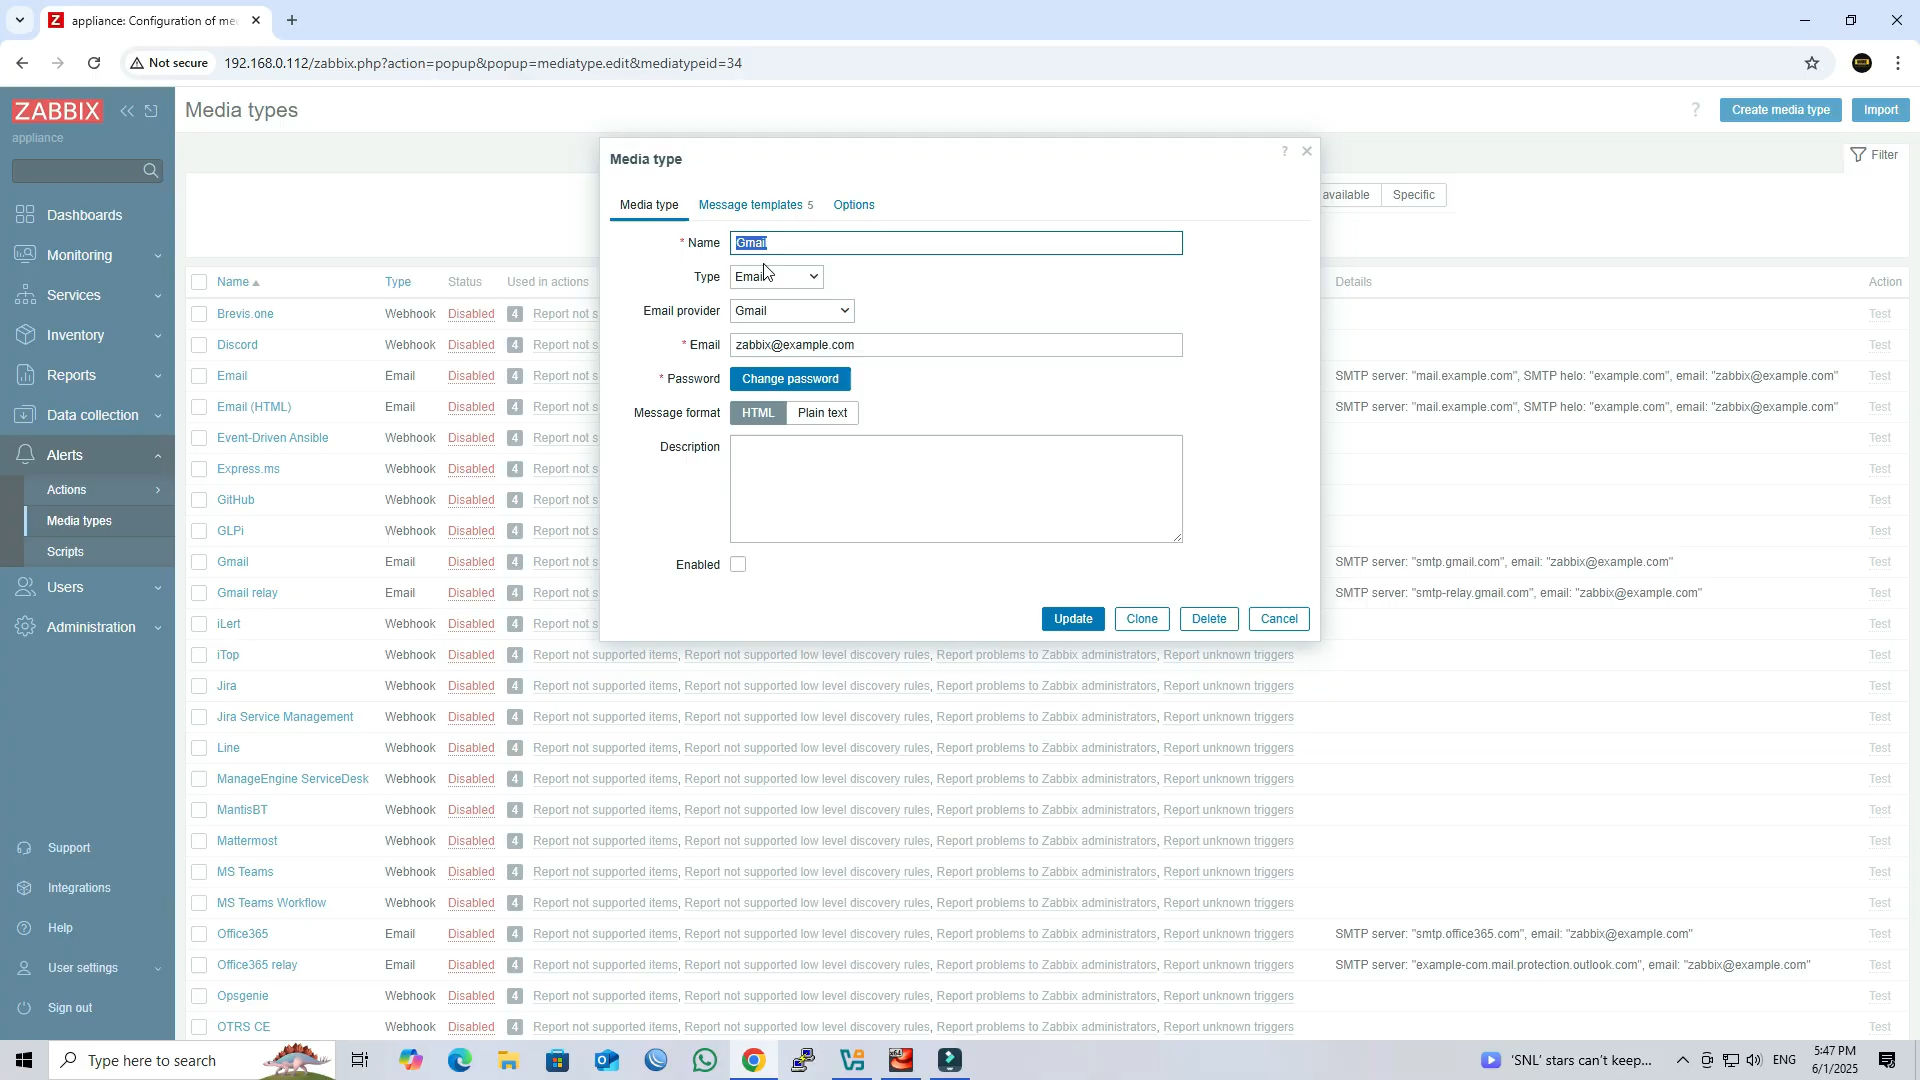 appliance: Configuration of me
Not secure
192.168.0.112/zabbix.php?action=popup&popup=mediatype.edit&mediatypeid=34
ZABBIX
appliance
Dashboards
Monitoring
Services
Inventory
Reports
Data collection
Alerts
Actions
Media types
Scripts
Users
Administration
Support
Integrations
Help
User settings
Sign out
Media types
? Create media type Import
Filter
available Specific
Media type ?
Media type Message templates 5 Options
* Name Gmail
Type Email
Email provider Gmail
* Email zabbix@example.com
* Password Change password
Message format HTML Plain text
Description
Enabled
Update Clone Delete Cancel
Name Type Status Used in actions Details Action
Brevis.one Webhook Disabled 4 Report not s Test
Discord Webhook Disabled 4 Report not s Test
Email Email Disabled 4 Report not s SMTP server: "mail.example.com", SMTP helo: "example.com", email: "zabbix@example.com" Test
Email (HTML) Email Disabled 4 Report not s SMTP server: "mail.example.com", SMTP helo: "example.com", email: "zabbix@example.com" Test
Event-Driven Ansible Webhook Disabled 4 Report not s Test
Express.ms Webhook Disabled 4 Report not s Test
GitHub Webhook Disabled 4 Report not s Test
GLPi Webhook Disabled 4 Report not s Test
Gmail Email Disabled 4 Report not s SMTP server: "smtp.gmail.com", email: "zabbix@example.com" Test
Gmail relay Email Disabled 4 Report not s SMTP server: "smtp-relay.gmail.com", email: "zabbix@example.com" Test
iLert Webhook Disabled 4 Report not s Test
iTop Webhook Disabled 4 Report not supported items, Report not supported low level discovery rules, Report problems to Zabbix administrators, Report unknown triggers Test
Jira Webhook Disabled 4 Report not supported items, Report not supported low level discovery rules, Report problems to Zabbix administrators, Report unknown triggers Test
Jira Service Management Webhook Disabled 4 Report not supported items, Report not supported low level discovery rules, Report problems to Zabbix administrators, Report unknown triggers Test
Line Webhook Disabled 4 Report not supported items, Report not supported low level discovery rules, Report problems to Zabbix administrators, Report unknown triggers Test
ManageEngine ServiceDesk Webhook Disabled 4 Report not supported items, Report not supported low level discovery rules, Report problems to Zabbix administrators, Report unknown triggers Test
MantisBT Webhook Disabled 4 Report not supported items, Report not supported low level discovery rules, Report problems to Zabbix administrators, Report unknown triggers Test
Mattermost Webhook Disabled 4 Report not supported items, Report not supported low level discovery rules, Report problems to Zabbix administrators, Report unknown triggers Test
MS Teams Webhook Disabled 4 Report not supported items, Report not supported low level discovery rules, Report problems to Zabbix administrators, Report unknown triggers Test
MS Teams Workflow Webhook Disabled 4 Report not supported items, Report not supported low level discovery rules, Report problems to Zabbix administrators, Report unknown triggers Test
Office365 Email Disabled 4 Report not supported items, Report not supported low level discovery rules, Report problems to Zabbix administrators, Report unknown triggers SMTP server: "smtp.office365.com", email: "zabbix@example.com" Test
Office365 relay Email Disabled 4 Report not supported items, Report not supported low level discovery rules, Report problems to Zabbix administrators, Report unknown triggers SMTP server: "example-com.mail.protection.outlook.com", email: "zabbix@example.com" Test
Opsgenie Webhook Disabled 4 Report not supported items, Report not supported low level discovery rules, Report problems to Zabbix administrators, Report unknown triggers Test
OTRS CE Webhook Disabled 4 Report not supported items, Report not supported low level discovery rules, Report problems to Zabbix administrators, Report unknown triggers Test
Type here to search
'SNL' stars can't keep...
ENG
5:47 PM
6/1/2025